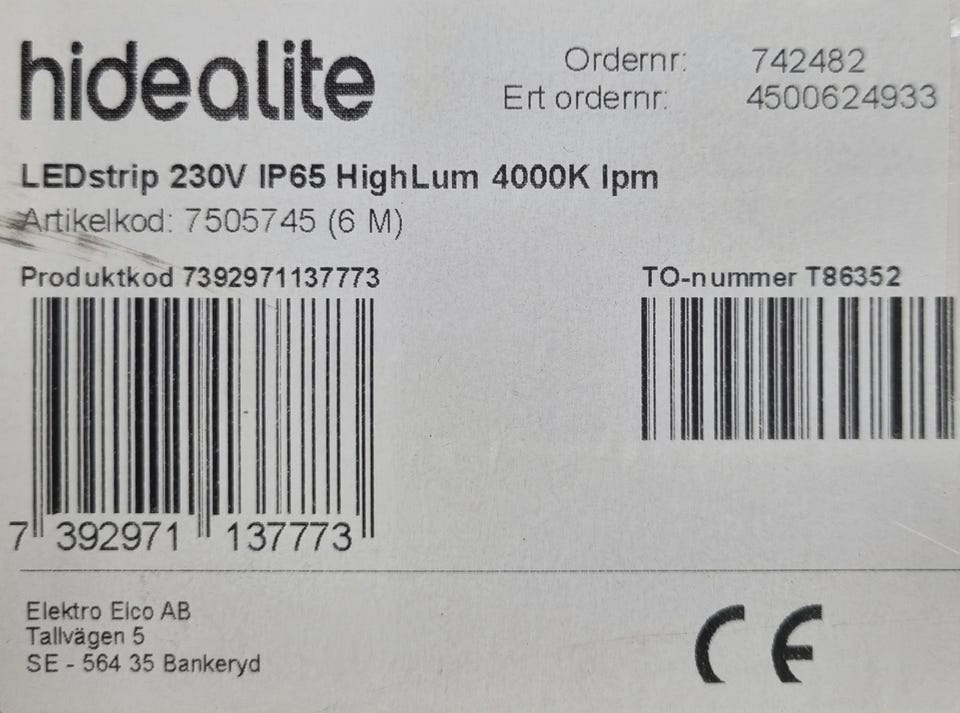 hidealite
Ordernr: 742482
Ert ordernr: 4500624933
LEDstrip 230V IP65 HighLum 4000K lpm
Artikelkod: 7505745 (6 M)
Produktkod 7392971137773
TO-nummer T86352
7 392971 137773
Elektro Elco AB
Tallvägen 5
SE - 564 35 Bankeryd
CE